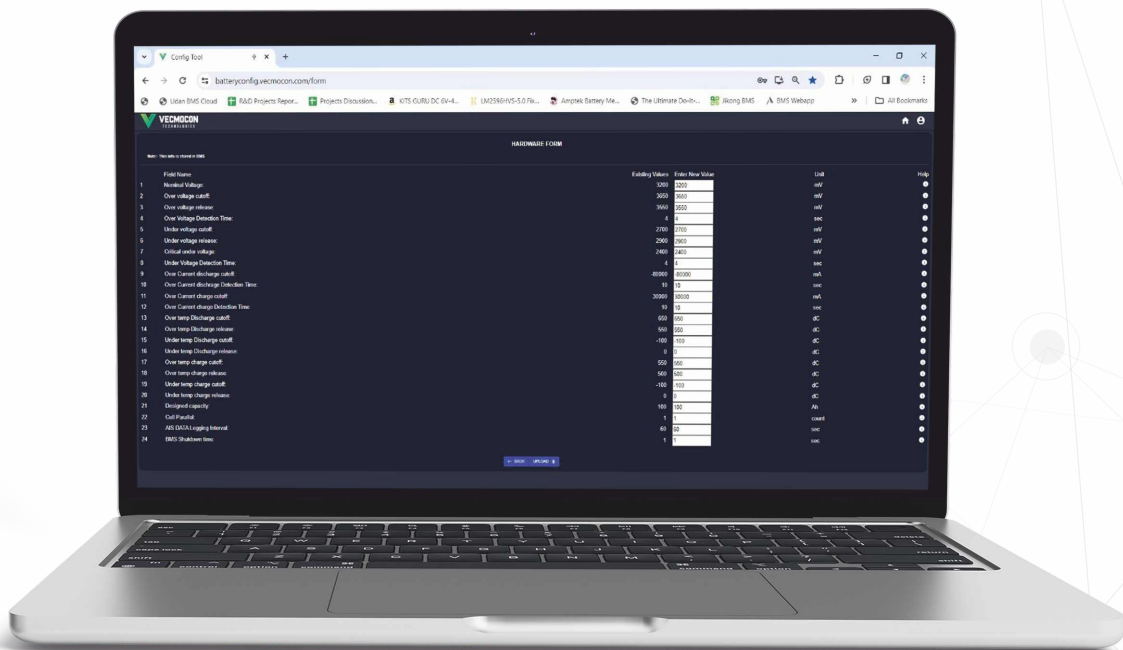 Config Tool
batteryconfig.vecmocon.com/form
Udan BMS Cloud R&D Projects Repor... Projects Discussion... KITS GURU DC 6V-4... LM2596HVS-5.0 Fix... Amptek Battery Me... The Ultimate Do-It-... Jikong BMS BMS Webapp » All Bookmarks
VECMOCON
TECHNOLOGIES
HARDWARE FORM
Note:- This info is stored in BMS
Field Name Existing Values Enter New Value Unit Help
1 Nominal Voltage: 3200 3200 mV
2 Over voltage cutoff: 3650 3650 mV
3 Over voltage release: 3550 3550 mV
4 Over Voltage Detection Time: 4 4 sec
5 Under voltage cutoff: 2700 2700 mV
6 Under voltage release: 2900 2900 mV
7 Critical under voltage: 2400 2400 mV
8 Under Voltage Detection Time: 4 4 sec
9 Over Current discharge cutoff: -80000 -80000 mA
10 Over Current dischrage Detection Time: 10 10 sec
11 Over Current charge cutoff 30000 30000 mA
12 Over Current charge Detection Time: 10 10 sec
13 Over temp Discharge cutoff: 650 650 dC
14 Over temp Discharge release: 550 550 dC
15 Under temp Discharge cutoff: -100 -100 dC
16 Under temp Discharge release: 0 0 dC
17 Over temp charge cutoff: 550 550 dC
18 Over temp charge release: 500 500 dC
19 Under temp charge cutoff: -100 -100 dC
20 Under temp charge release: 0 0 dC
21 Designed capacity: 100 100 Ah
22 Cell Parallel: 1 1 count
23 AIS DATA Logging Interval: 60 60 sec
24 BMS Shutdown time: 1 1 sec
← BACK UPLOAD